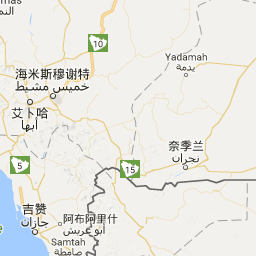 mas
10
Yadamah
يدمة
海米斯穆谢特
خميس مشيط
艾卜哈
أبها
奈季兰
نجران
15
5
吉赞
جازان
阿布阿里什
أبو عريش
Samtah
صامطة